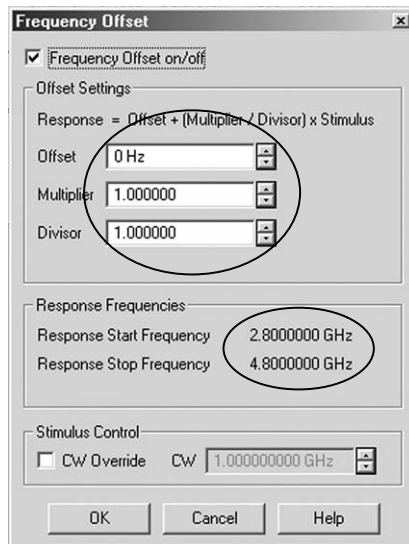 Frequency Offset
Frequency Offset on/off
Offset Settings
Response = Offset + (Multiplier / Divisor) x Stimulus
Offset 0 Hz
Multiplier 1.000000
Divisor 1.000000
Response Frequencies
Response Start Frequency 2.8000000 GHz
Response Stop Frequency 4.8000000 GHz
Stimulus Control
CW Override CW 1.000000000 GHz
OK Cancel Help